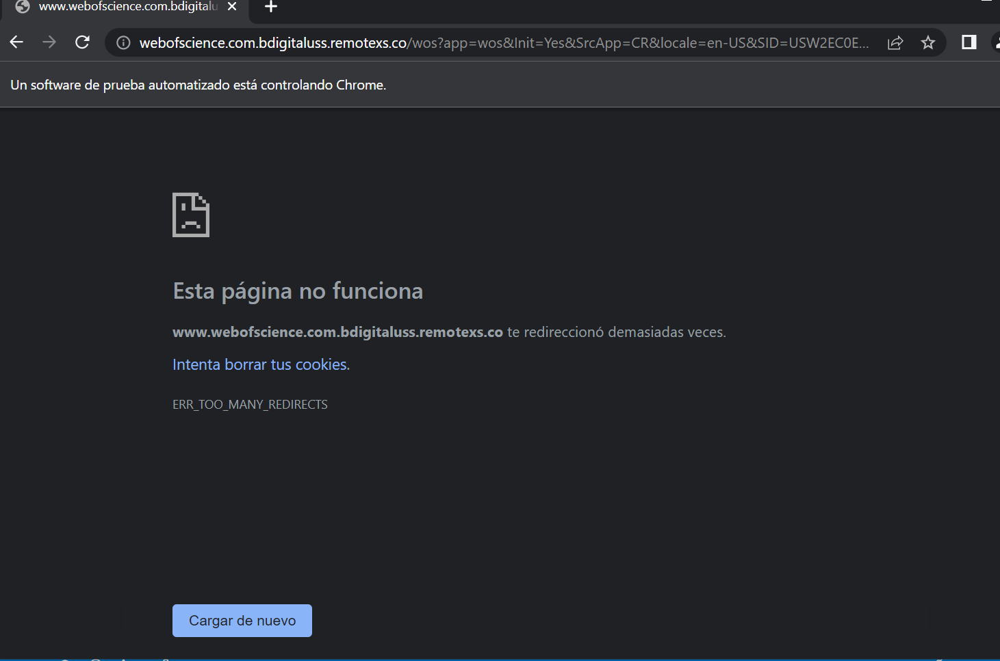 www.webofscience.com.bdigitalu
webofscience.com.bdigitaluss.remotexs.co/wos?app=wos&Init=Yes&SrcApp=CR&locale=en-US&SID=USW2EC0E...
Un software de prueba automatizado está controlando Chrome.
Esta página no funciona
www.webofscience.com.bdigitaluss.remotexs.co te redireccionó demasiadas veces.
Intenta borrar tus cookies.
ERR_TOO_MANY_REDIRECTS
Cargar de nuevo